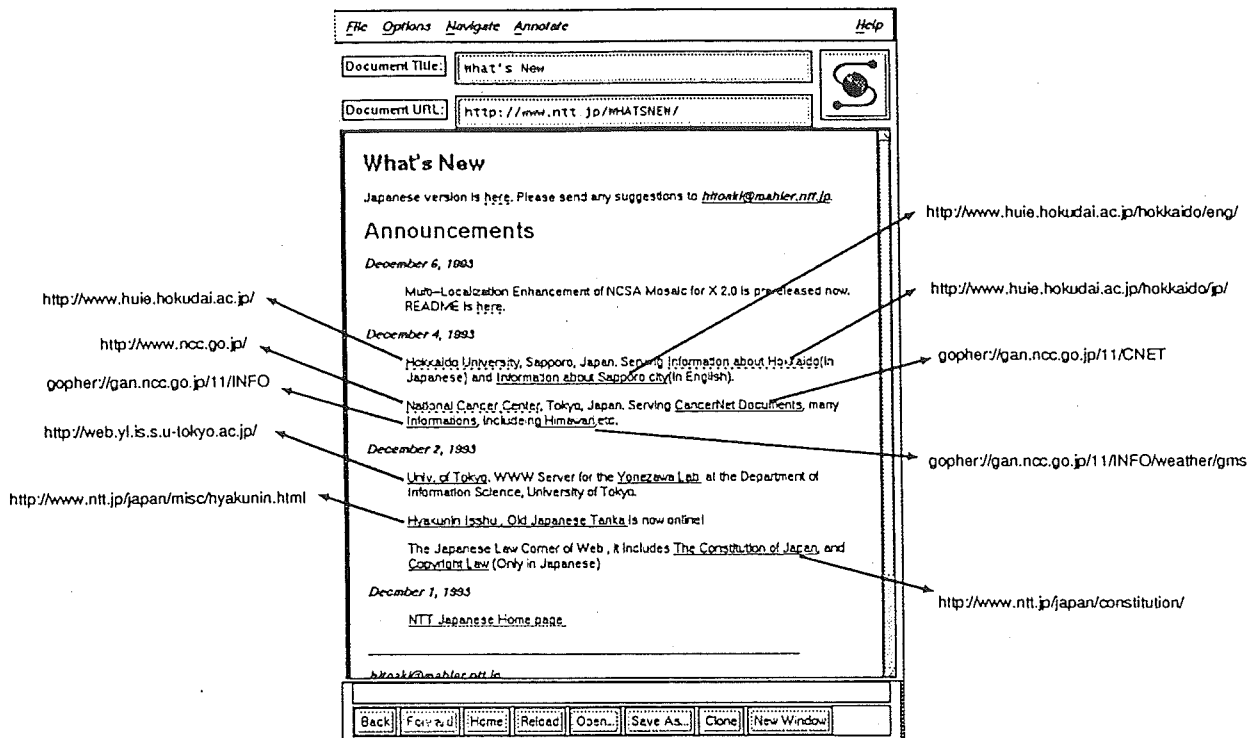 File Options Navigate Annotate Help
Document Title: What's New
Document URL: http://www.ntt.jp/WHATSNEW/
What's New
Japanese version is here. Please send any suggestions to hitoaki@mahler.ntt.jp.
Announcements
December 6, 1993
Multi-Localization Enhancement of NCSA Mosaic for X 2.0 is pre-released now.
README is here.
December 4, 1993
Hokkaido University, Sapporo, Japan. Serving Information about Hokkaido(In
Japanese) and Information about Sapporo city(In English).
National Cancer Center, Tokyo, Japan. Serving CancerNet Documents, many
Informations, including Himawari,etc.
December 2, 1993
Univ. of Tokyo. WWW Server for the Yonezawa Lab at the Department of
Information Science, University of Tokyo.
Hyakunin Isshu, Old Japanese Tanka is now online!
The Japanese Law Corner of Web , it includes The Constitution of Japan, and
Copyright Law (Only in Japanese)
Decmber 1, 1993
NTT Japanese Home page
hitoaki@mahler.ntt.jp
Back Forward Home Reload Open... Save As... Clone New Window
http://www.huie.hokudai.ac.jp/
http://www.ncc.go.jp/
gopher://gan.ncc.go.jp/11/INFO
http://web.yl.is.s.u-tokyo.ac.jp/
http://www.ntt.jp/japan/misc/hyakunin.html
http://www.huie.hokudai.ac.jp/hokkaido/eng/
http://www.huie.hokudai.ac.jp/hokkaido/jp/
gopher://gan.ncc.go.jp/11/CNET
gopher://gan.ncc.go.jp/11/INFO/weather/gms
http://www.ntt.jp/japan/constitution/